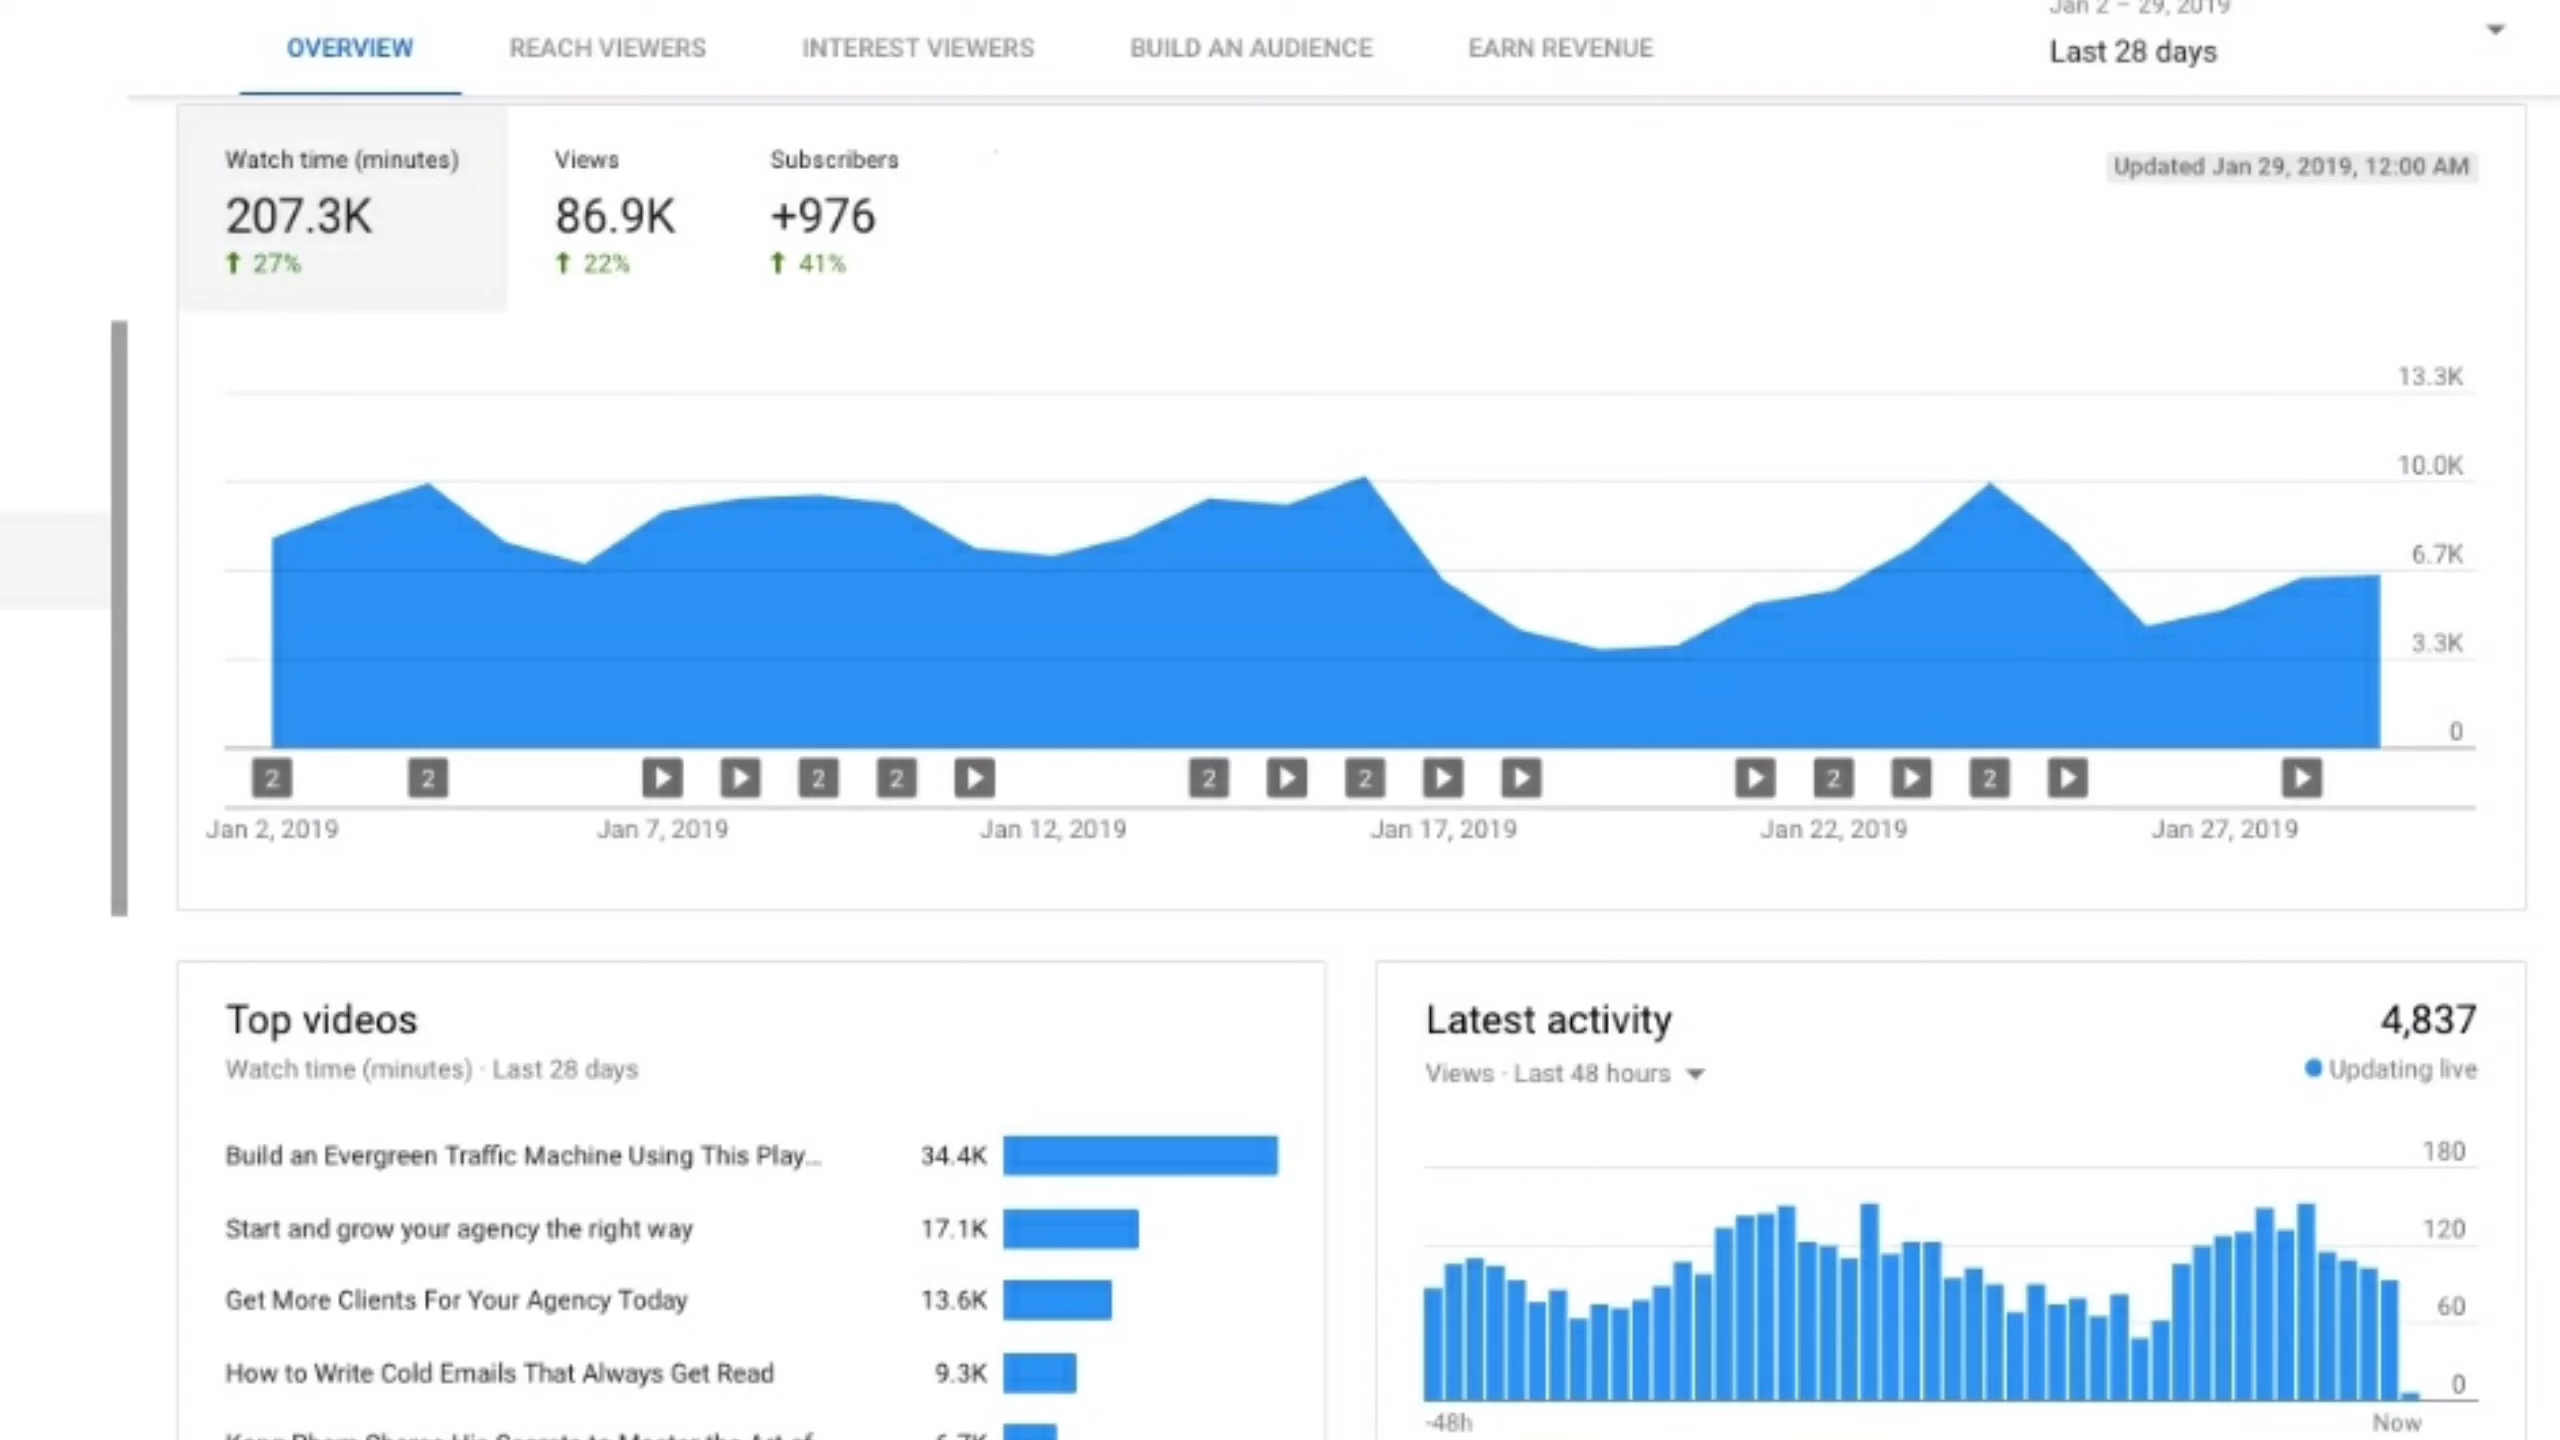 Jan 2 – 29, 2019
OVERVIEW REACH VIEWERS INTEREST VIEWERS BUILD AN AUDIENCE EARN REVENUE Last 28 days
Watch time (minutes) Views Subscribers
Updated Jan 29, 2019, 12:00 AM
207.3K 86.9K +976
27% 22% 41%
13.3K
10.0K
6.7K
3.3K
0
2 2 2 2 2 2 2 2
Jan 2, 2019 Jan 7, 2019 Jan 12, 2019 Jan 17, 2019 Jan 22, 2019 Jan 27, 2019
Top videos
Watch time (minutes) · Last 28 days
Build an Evergreen Traffic Machine Using This Play... 34.4K
Start and grow your agency the right way 17.1K
Get More Clients For Your Agency Today 13.6K
How to Write Cold Emails That Always Get Read 9.3K
Latest activity 4,837
Views · Last 48 hours Updating live
180
120
60
0
-48h Now